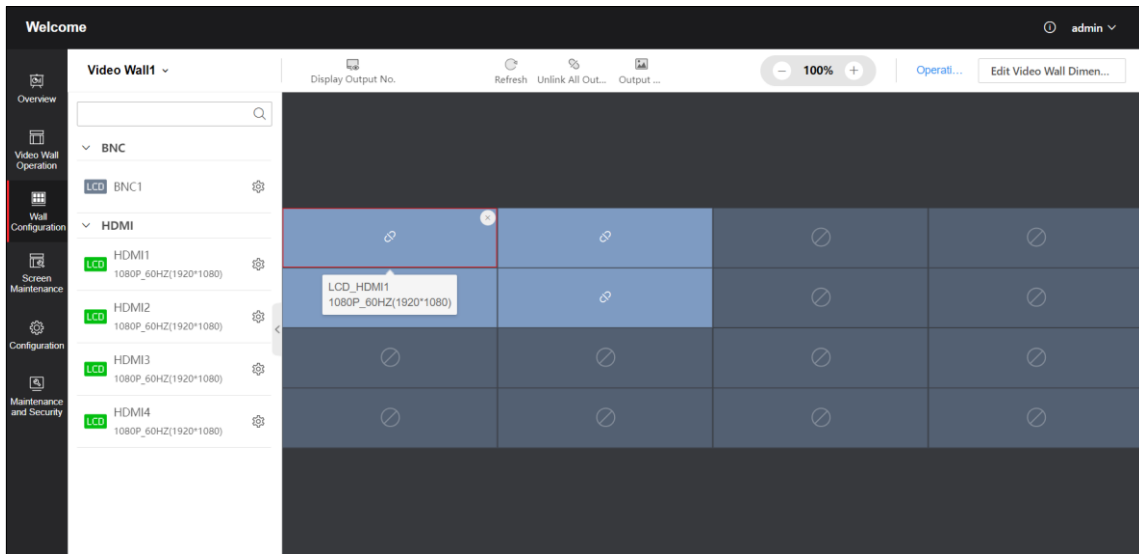 Welcome
admin
Overview
Video Wall
Operation
Wall
Configuration
Screen
Maintenance
Configuration
Maintenance
and Security
Video Wall1
Display Output No.
Refresh
Unlink All Out...
Output ...
100%
Operati...
Edit Video Wall Dimen...
BNC
LCD BNC1
HDMI
LCD HDMI1
1080P_60HZ(1920*1080)
LCD HDMI2
1080P_60HZ(1920*1080)
LCD HDMI3
1080P_60HZ(1920*1080)
LCD HDMI4
1080P_60HZ(1920*1080)
LCD_HDMI1
1080P_60HZ(1920*1080)